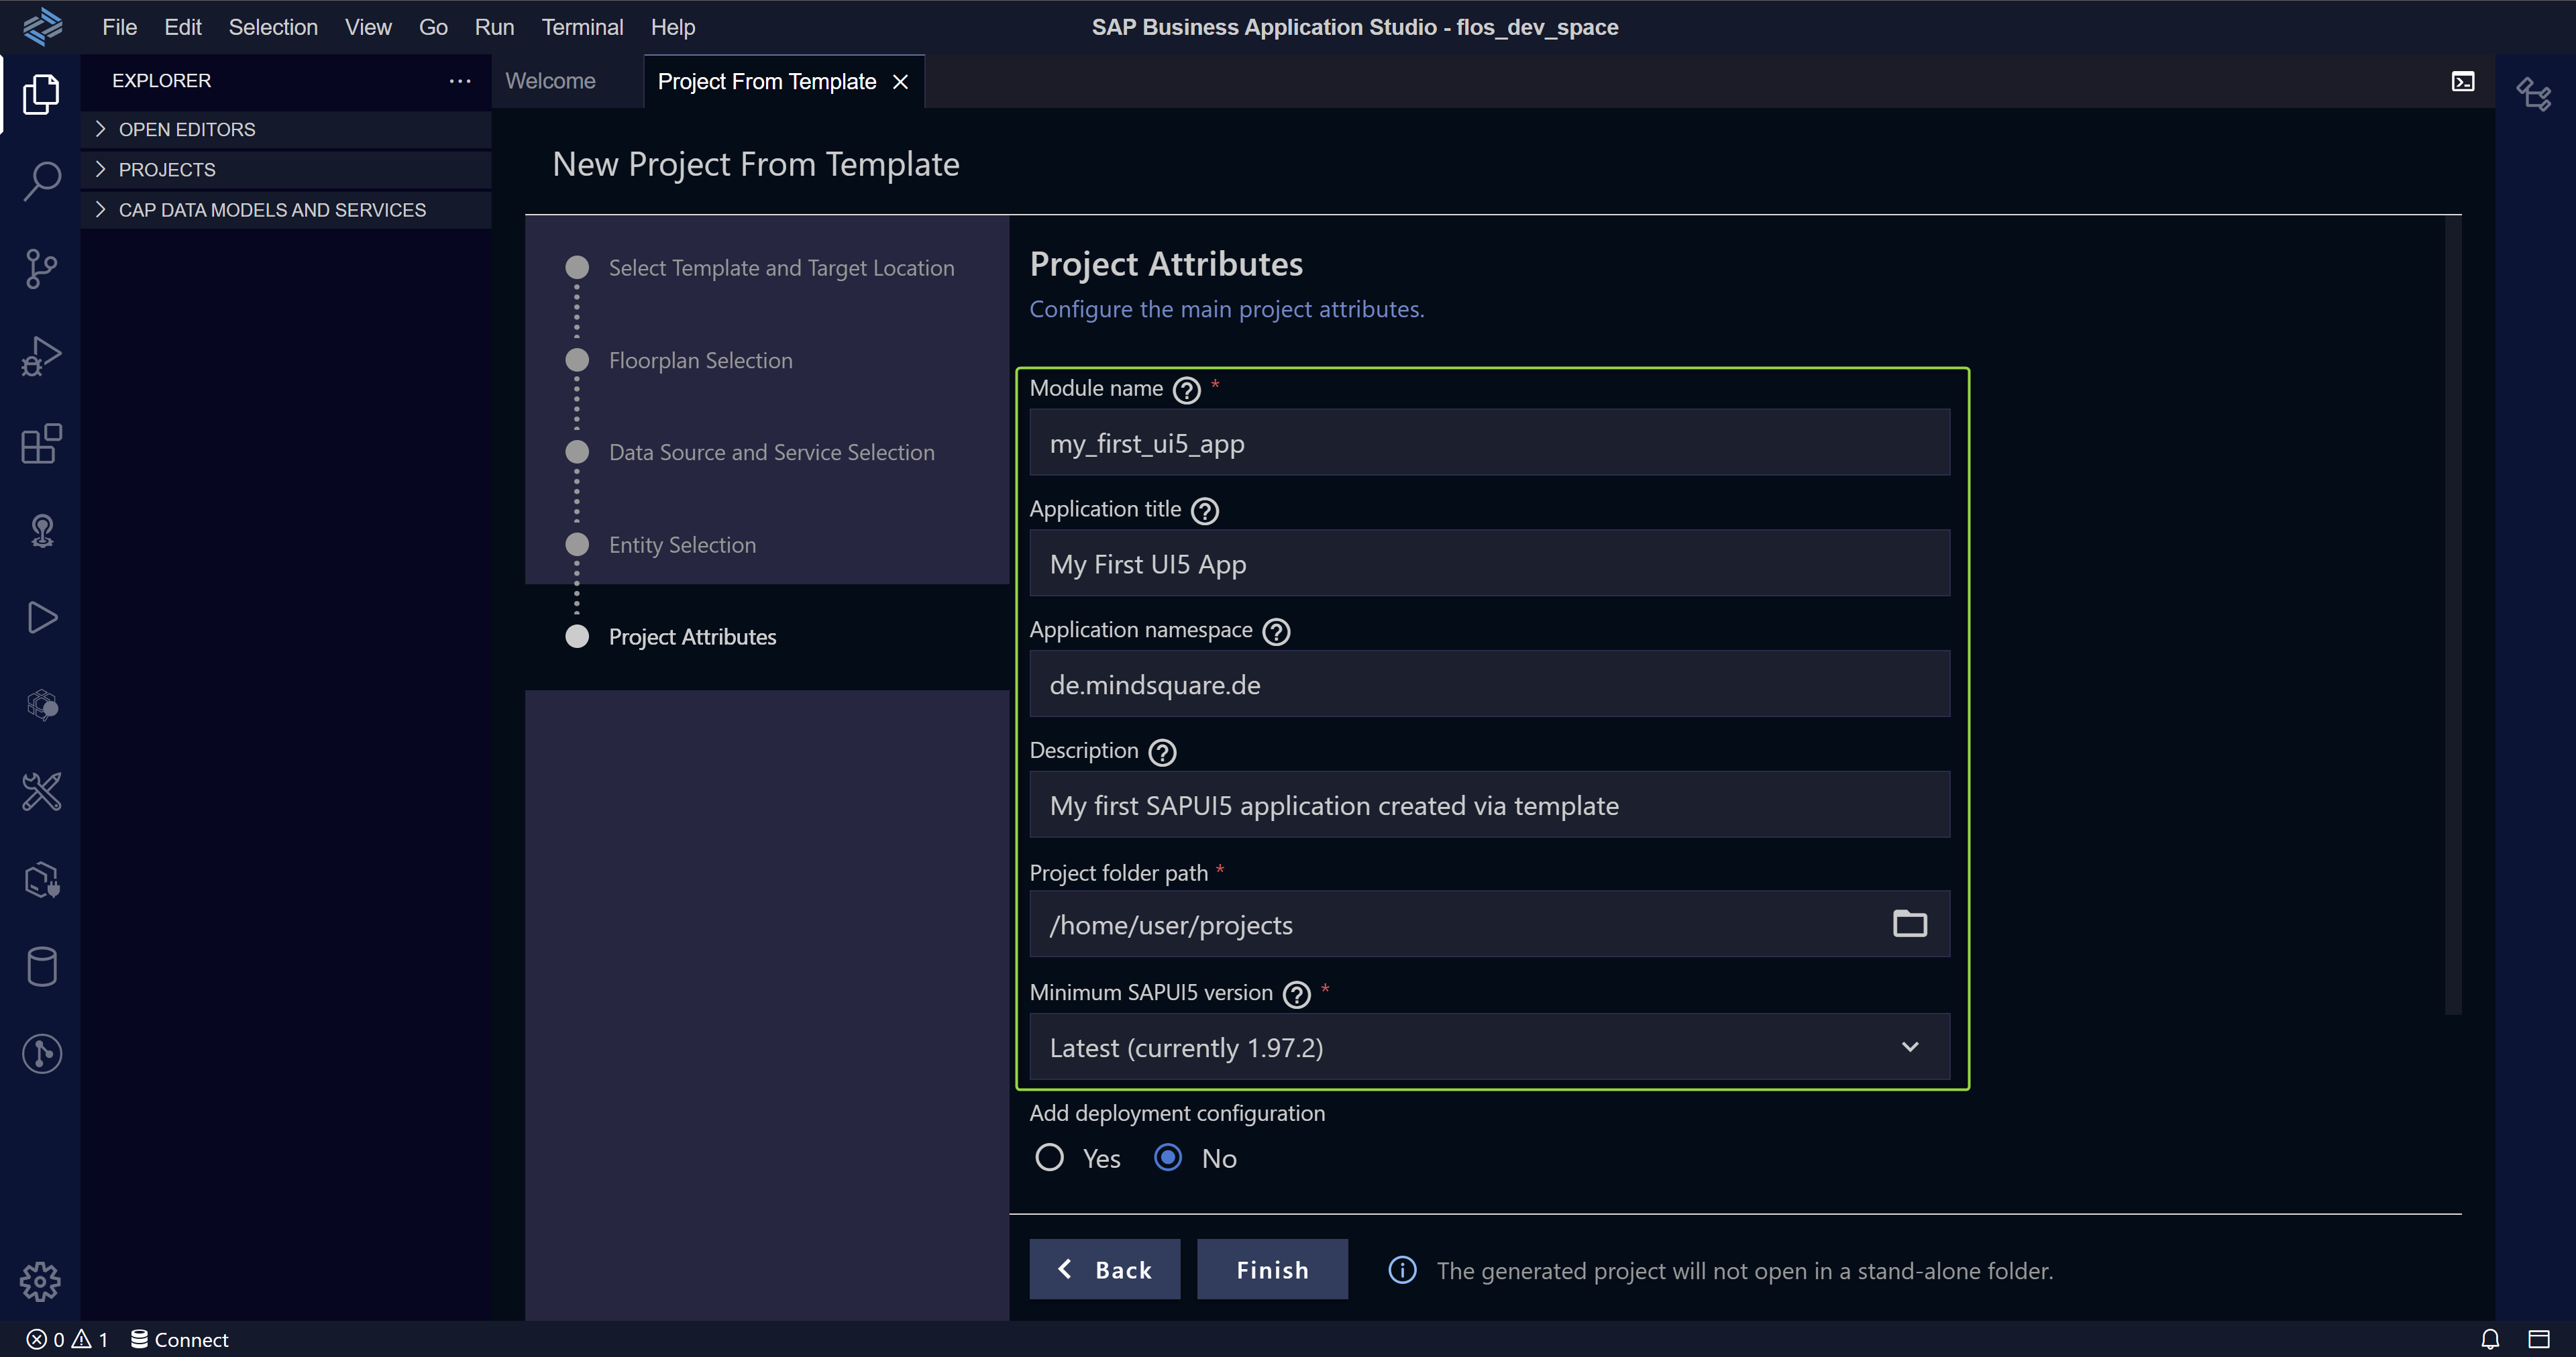 File Edit Selection View Go Run Terminal Help
SAP Business Application Studio - flos_dev_space
EXPLORER
OPEN EDITORS
PROJECTS
CAP DATA MODELS AND SERVICES
Welcome
Project From Template
New Project From Template
Select Template and Target Location
Floorplan Selection
Data Source and Service Selection
Entity Selection
Project Attributes
Project Attributes
Configure the main project attributes.
Module name *
my_first_ui5_app
Application title
My First UI5 App
Application namespace
de.mindsquare.de
Description
My first SAPUI5 application created via template
Project folder path *
/home/user/projects
Minimum SAPUI5 version *
Latest (currently 1.97.2)
Add deployment configuration
Yes No
Back Finish The generated project will not open in a stand-alone folder.
0 1 Connect